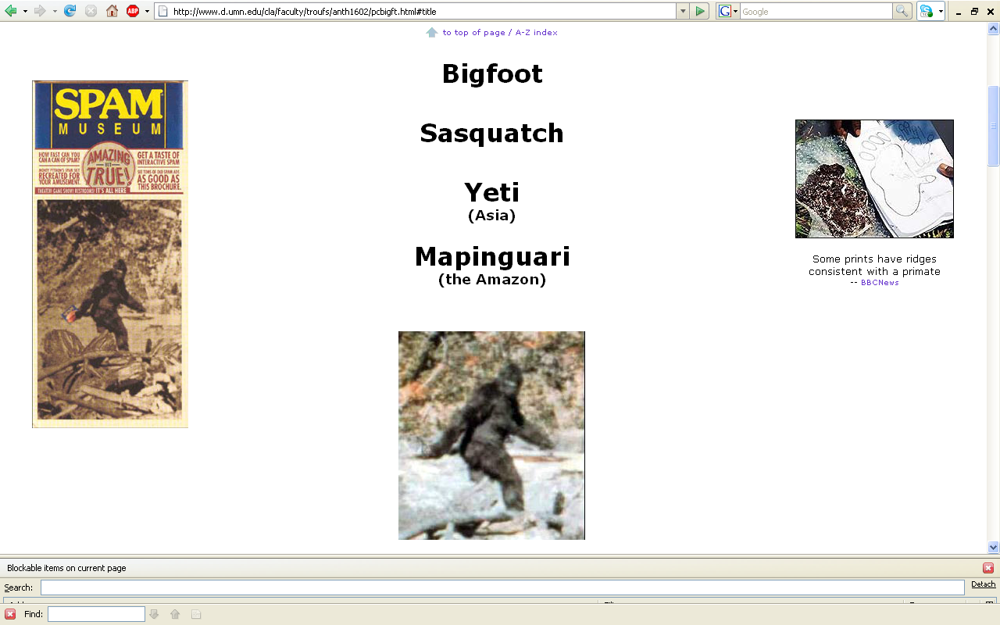 ABP
http://www.d.umn.edu/cla/faculty/troufs/anth1602/pcbigft.html#title
G
Google
to top of page / A-Z index
Bigfoot
Sasquatch
Yeti
(Asia)
Mapinguari
(the Amazon)
SPAM
MUSEUM
HOW FAST CAN YOU
CAN A CAN OF SPAM?
MONTY PYTHON'S SPAM SKIT
RECREATED FOR
YOUR AMUSEMENT.
THEATER! GAME SHOW! RESTROOMS! IT'S ALL HERE
AMAZING
BUT
TRUE!
GET A TASTE OF
INTERACTIVE SPAM
SEE TONS OF OLD SPAM ADS
AS GOOD AS
THIS BROCHURE.
Some prints have ridges
consistent with a primate
-- BBCNews
Blockable items on current page
Search:
Detach
Find: